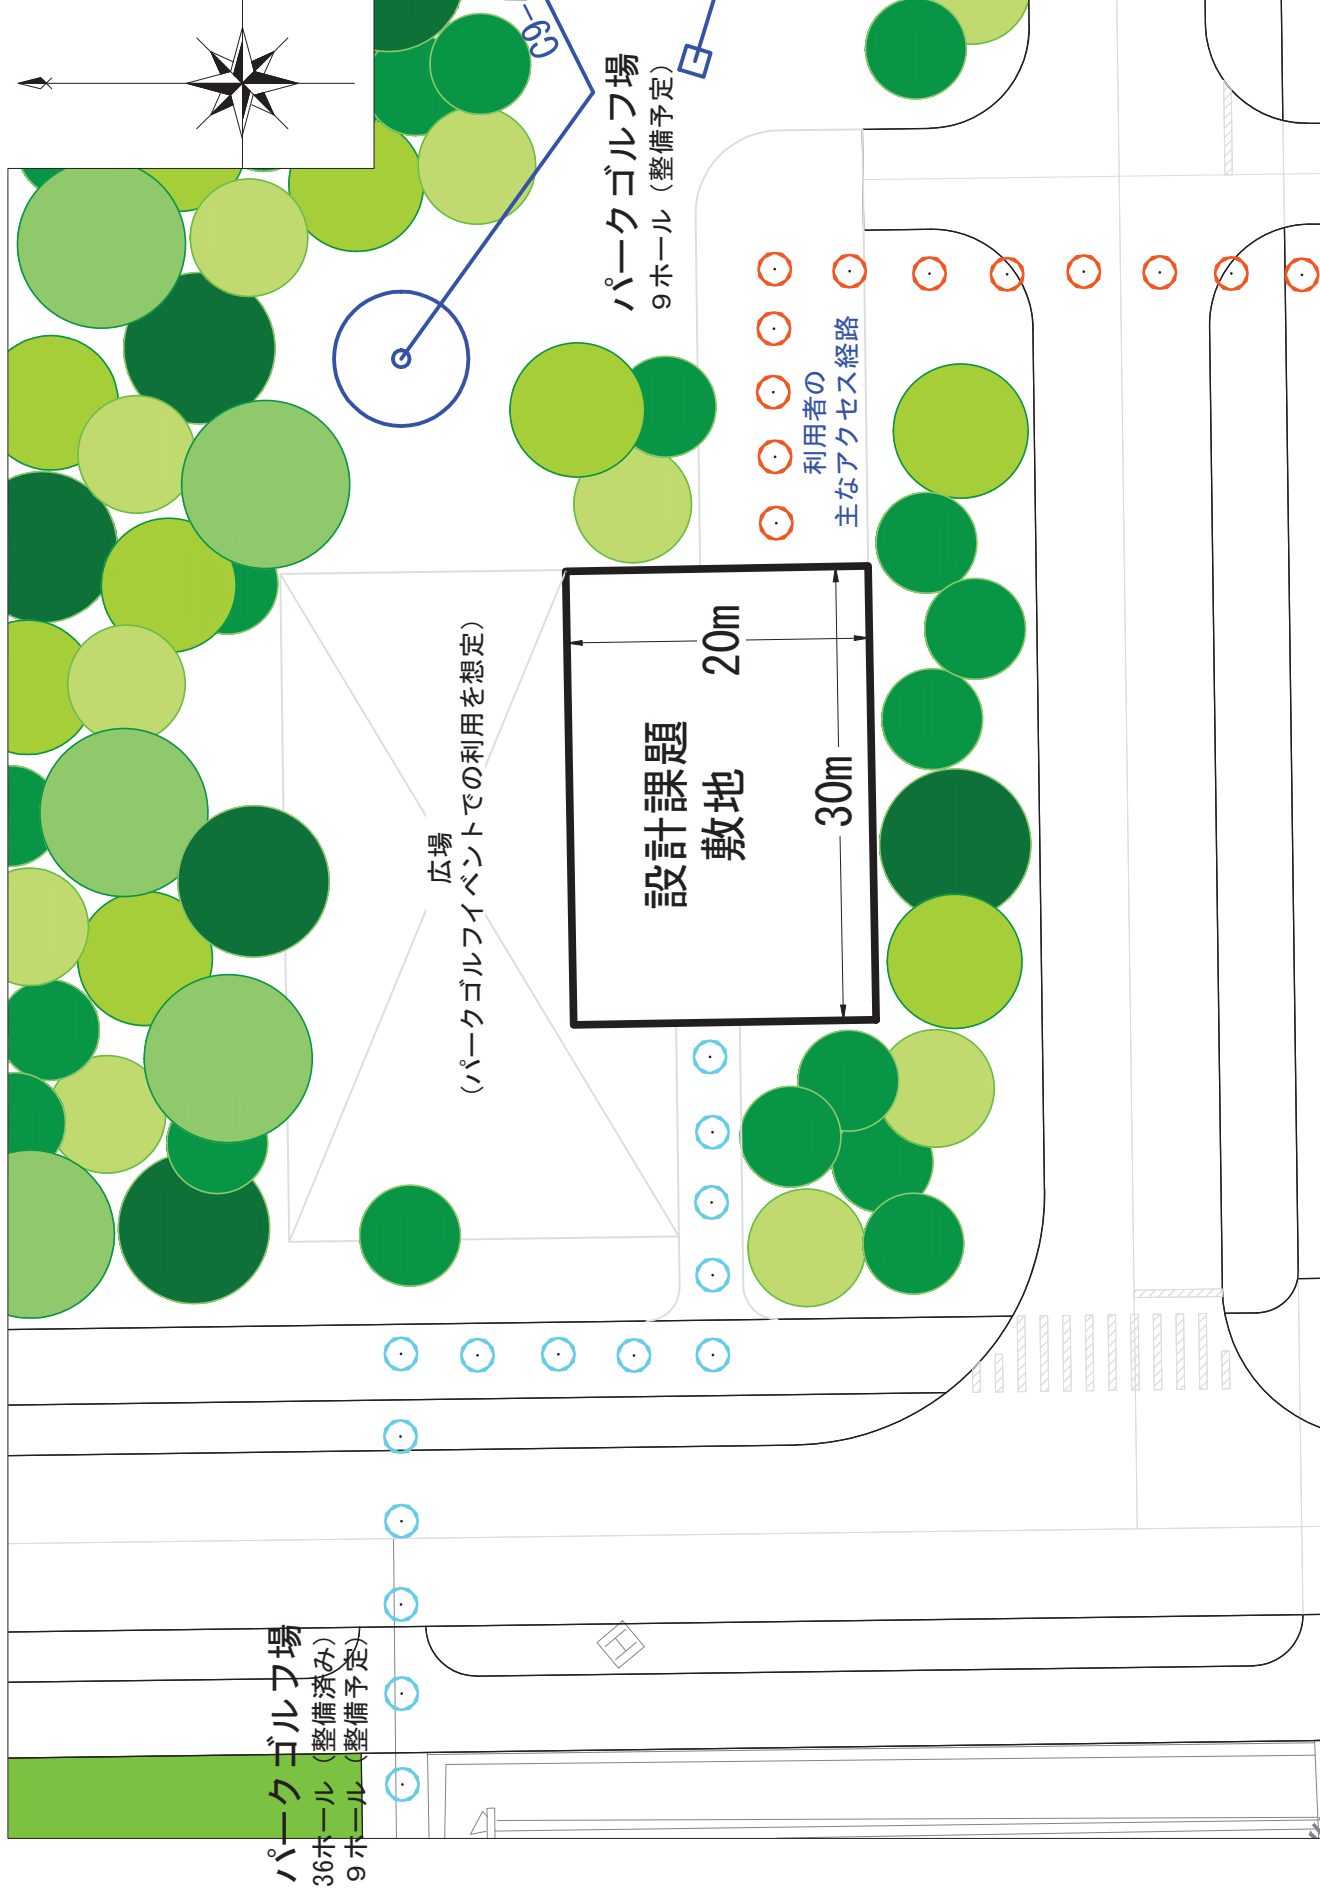 パークゴルフ場
36ホール（整備済み）
９ホール（整備予定）
広場
（パークゴルフイベントでの利用を想定）
設計課題
敷地
20m
30m
利用者の
主なアクセス経路
パークゴルフ場
９ホール（整備予定）